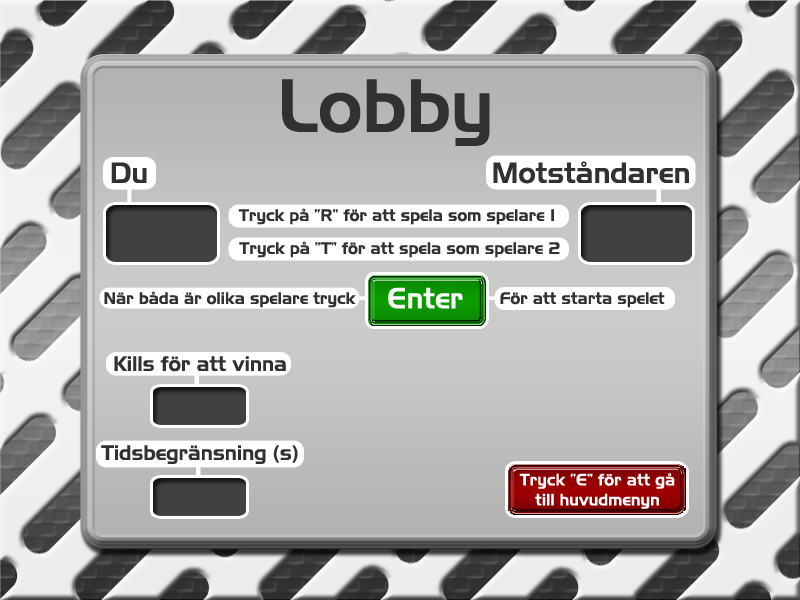 Lobby
Du
Motståndaren
Tryck på "R" för att spela som spelare 1
Tryck på "T" för att spela som spelare 2
När båda är olika spelare tryck
Enter
För att starta spelet
Kills för att vinna
Tidsbegränsning (s)
Tryck "E" för att gå
till huvudmenyn